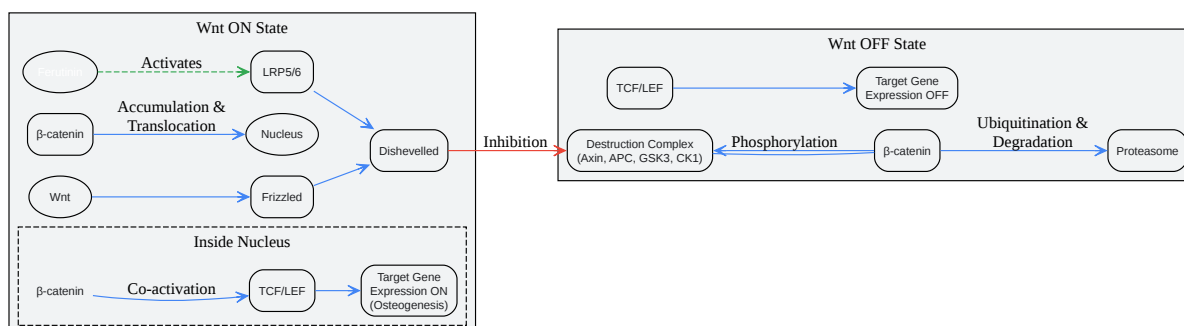 Wnt ON State
Activates
LRP5/6
β-catenin
Accumulation &
Translocation
Nucleus
Dishevelled
Wnt
Frizzled
Inside Nucleus
β-catenin
Co-activation
TCF/LEF
Target Gene
Expression ON
(Osteogenesis)
Inhibition
Wnt OFF State
TCF/LEF
Target Gene
Expression OFF
Destruction Complex
(Axin, APC, GSK3, CK1)
Phosphorylation
β-catenin
Ubiquitination &
Degradation
Proteasome